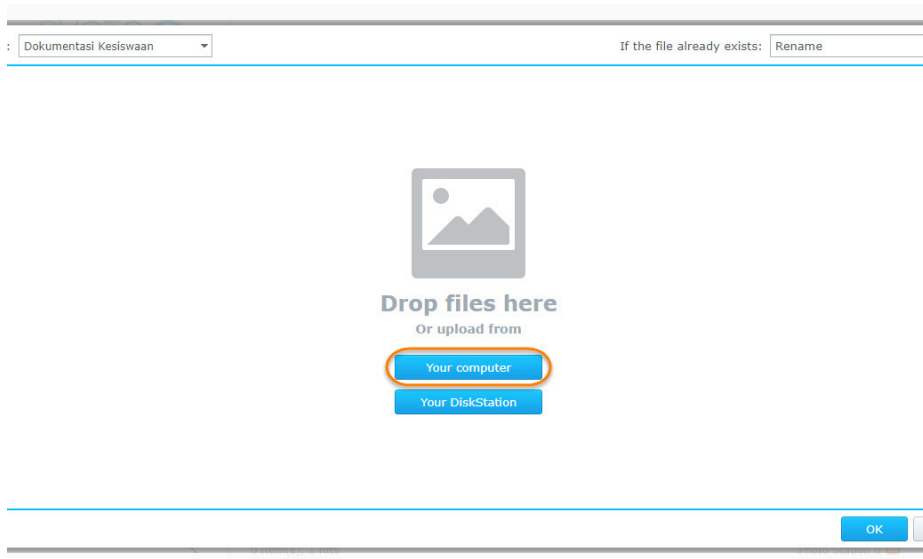 : Dokumentasi Kesiswaan If the file already exists: Rename
Drop files here
Or upload from
Your computer
Your DiskStation
OK